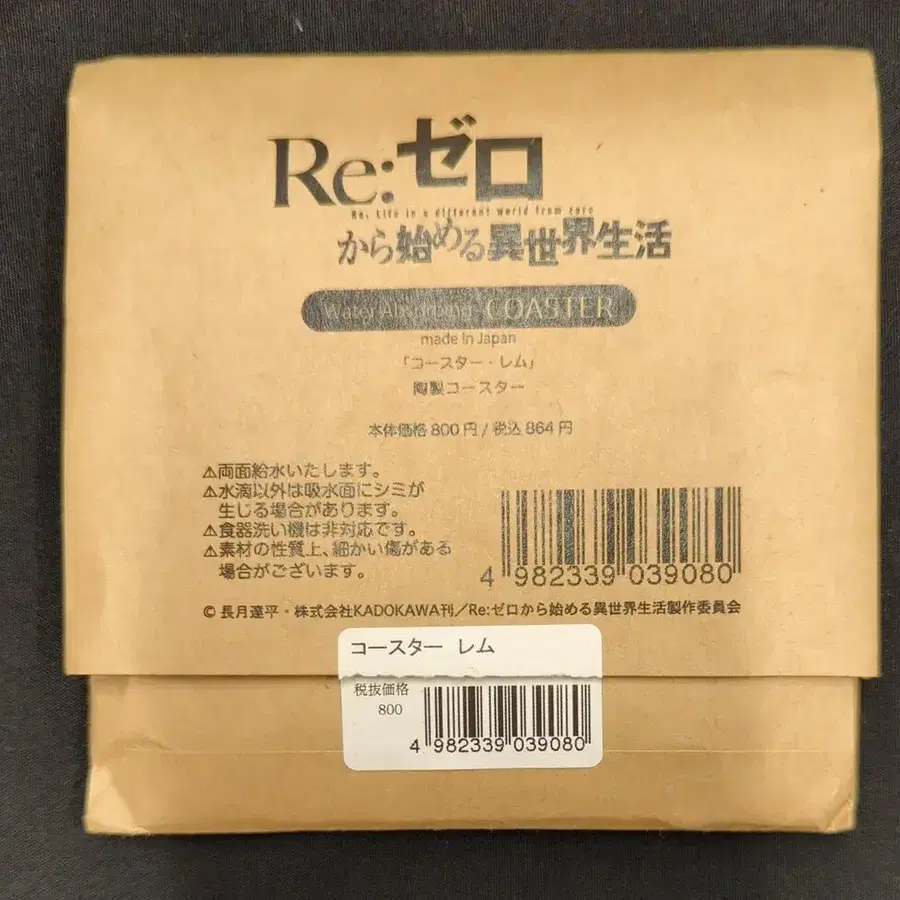 Re:ゼロ
Re. Life in a different world from zero
から始める異世界生活
Water Absorbing COASTER
made in Japan
「コースター・レム」
陶製コースター
本体価格 800 円 / 税込 864 円
⚠両面給水いたします。
⚠水滴以外は吸水面にシミが
生じる場合があります。
⚠食器洗い機は非対応です。
⚠素材の性質上、細かい傷がある
場合がございます。
4 982339 039080
© 長月達平・株式会社KADOKAWA刊／Re:ゼロから始める異世界生活製作委員会
コースター レム
税抜価格
800
4 982339 039080